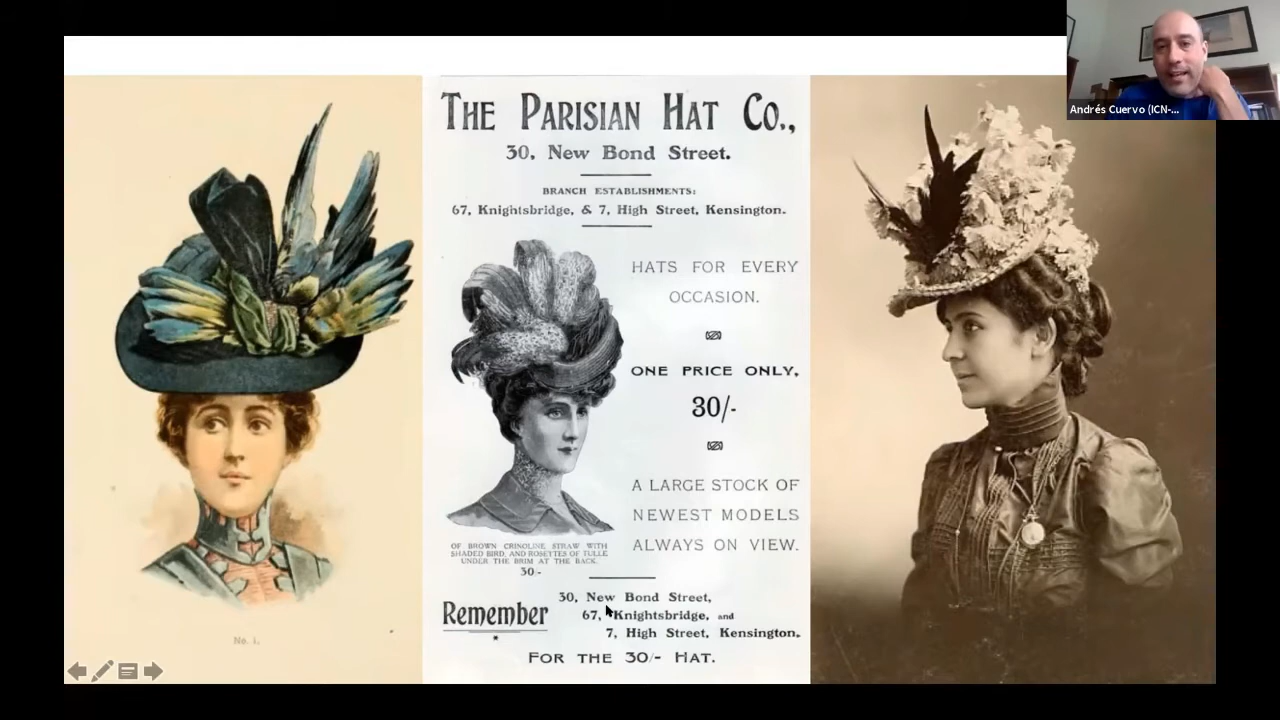 Andrés Cuervo (ICN-...
THE PARISIAN HAT CO.,
30, New Bond Street.
BRANCH ESTABLISHMENTS:
67, Knightsbridge, & 7, High Street, Kensington.
HATS FOR EVERY
OCCASION.
ONE PRICE ONLY,
30/-
A LARGE STOCK OF
NEWEST MODELS
ALWAYS ON VIEW.
OF BROWN CRINOLINE STRAW WITH
SHADED BIRD, AND ROSETTES OF TULLE
UNDER THE BRIM AT THE BACK.
30/-
Remember
30, New Bond Street,
67, Knightsbridge, and
7, High Street, Kensington,
FOR THE 30/- HAT.
No. 1.